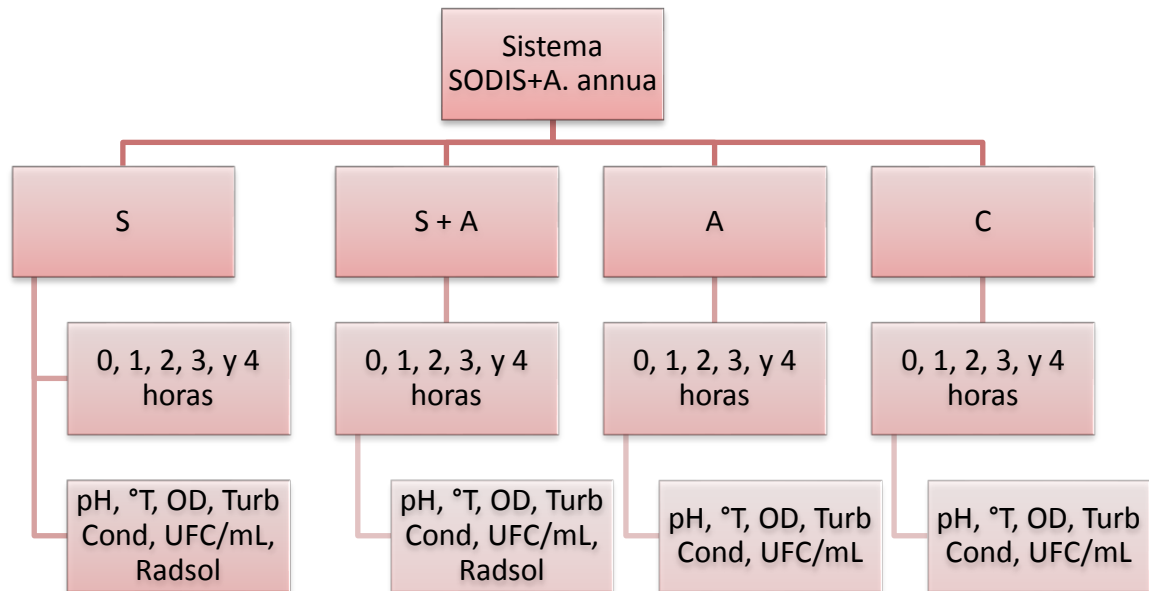 Sistema
SODIS+A. annua
S
S + A
A
C
0, 1, 2, 3, y 4
horas
0, 1, 2, 3, y 4
horas
0, 1, 2, 3, y 4
horas
0, 1, 2, 3, y 4
horas
pH, °T, OD, Turb
Cond, UFC/mL,
Radsol
pH, °T, OD, Turb
Cond, UFC/mL,
Radsol
pH, °T, OD, Turb
Cond, UFC/mL
pH, °T, OD, Turb
Cond, UFC/mL